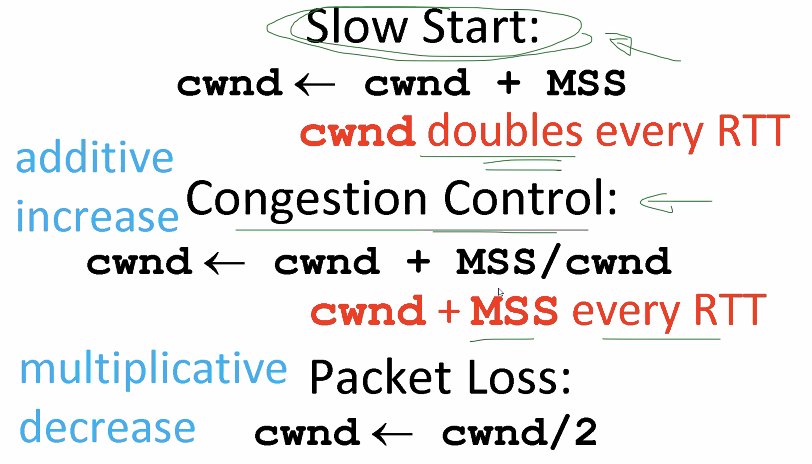 Slow Start:
cwnd ← cwnd + MSS
cwnd doubles every RTT
additive
increase
Congestion Control:
cwnd ← cwnd + MSS/cwnd
cwnd + MSS every RTT
multiplicative
decrease
Packet Loss:
cwnd ← cwnd/2